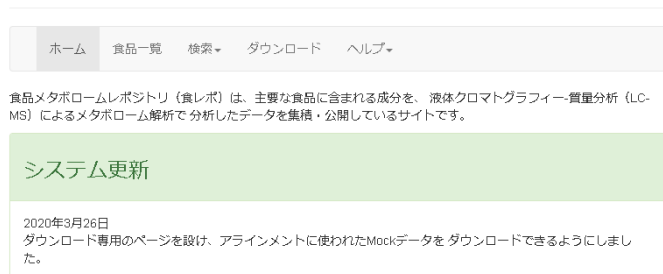 ホーム 食品一覧 検索 ダウンロード ヘルプ
食品メタボロームレポジトリ（食レポ）は、主要な食品に含まれる成分を、 液体クロマトグラフィー-質量分析（LC-
MS）によるメタボローム解析で 分析したデータを集積・公開しているサイトです。
システム更新
2020年3月26日
ダウンロード専用のページを設け、アラインメントに使われたMockデータを ダウンロードできるようにしまし
た。